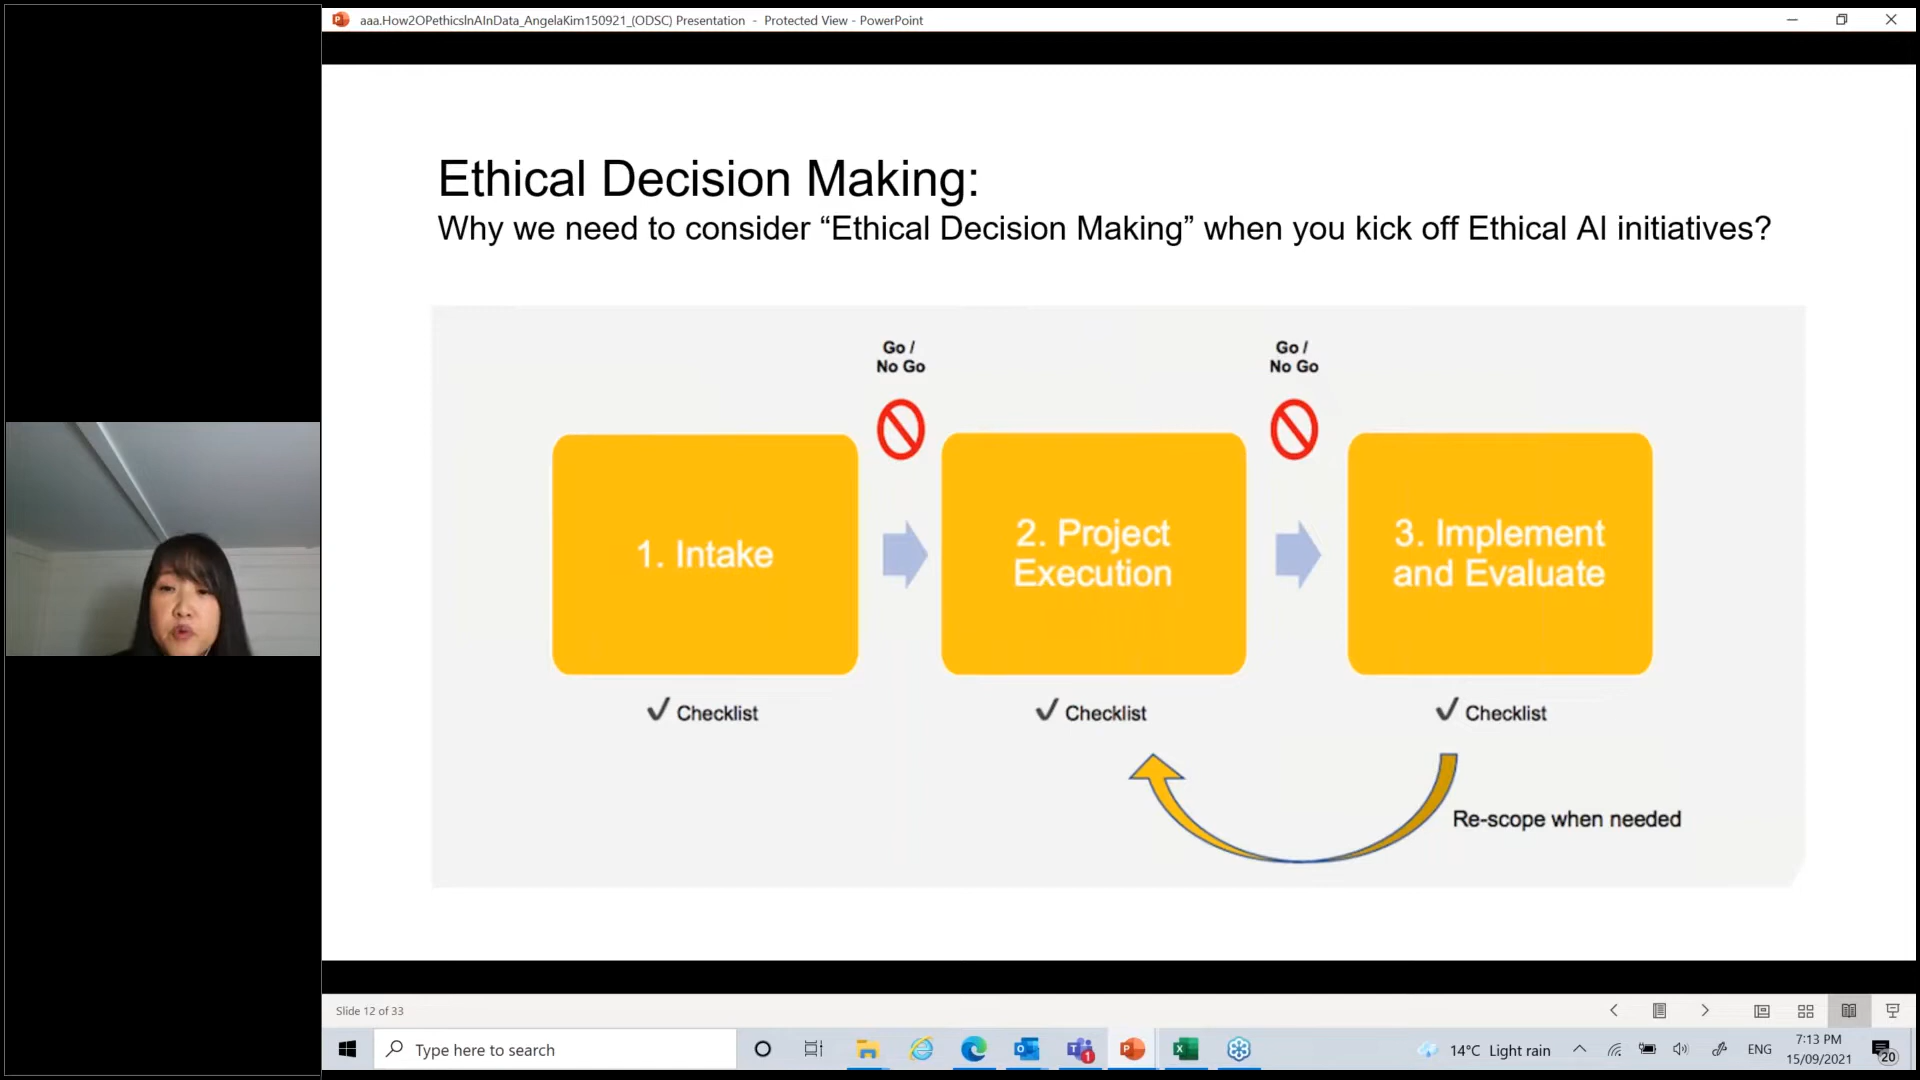 aaa.How2OPethicsInAInData_AngelaKim150921_(ODSC) Presentation - Protected View - PowerPoint
Ethical Decision Making:
Why we need to consider “Ethical Decision Making” when you kick off Ethical AI initiatives?
Go /
No Go
Go /
No Go
1. Intake
2. Project
Execution
3. Implement
and Evaluate
✓ Checklist
✓ Checklist
✓ Checklist
Re-scope when needed
Slide 12 of 33
Type here to search
1
14°C Light rain
ENG
7:13 PM
15/09/2021
20